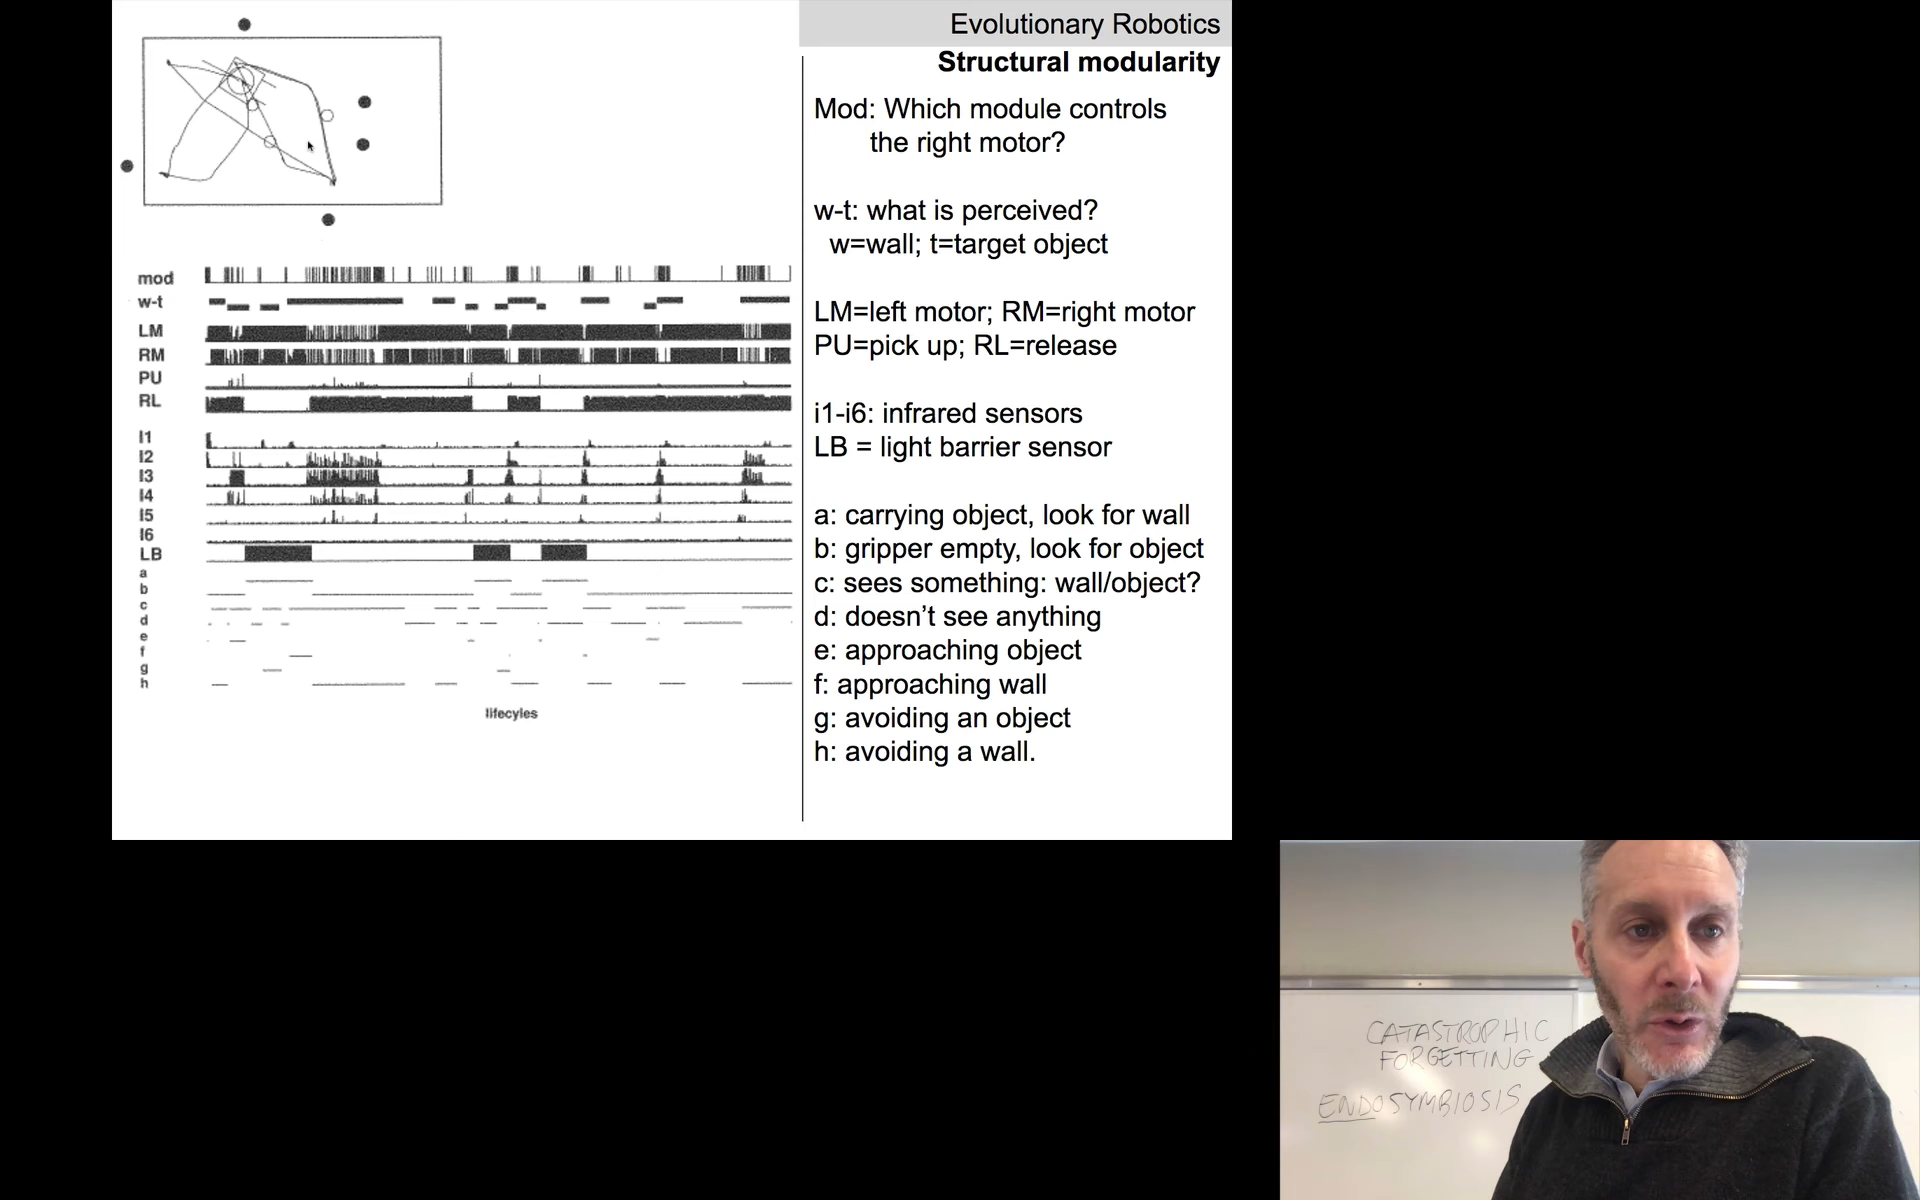 Evolutionary Robotics
Structural modularity
Mod: Which module controls
the right motor?
w-t: what is perceived?
w=wall; t=target object
LM=left motor; RM=right motor
PU=pick up; RL=release
i1-i6: infrared sensors
LB = light barrier sensor
a: carrying object, look for wall
b: gripper empty, look for object
c: sees something: wall/object?
d: doesn’t see anything
e: approaching object
f: approaching wall
g: avoiding an object
h: avoiding a wall.
mod
w-t
LM
RM
PU
RL
I1
I2
I3
I4
I5
I6
LB
a
b
c
d
e
f
g
h
lifecyles
CATASTROPHIC
FORGETTING
ENDOSYMBIOSIS